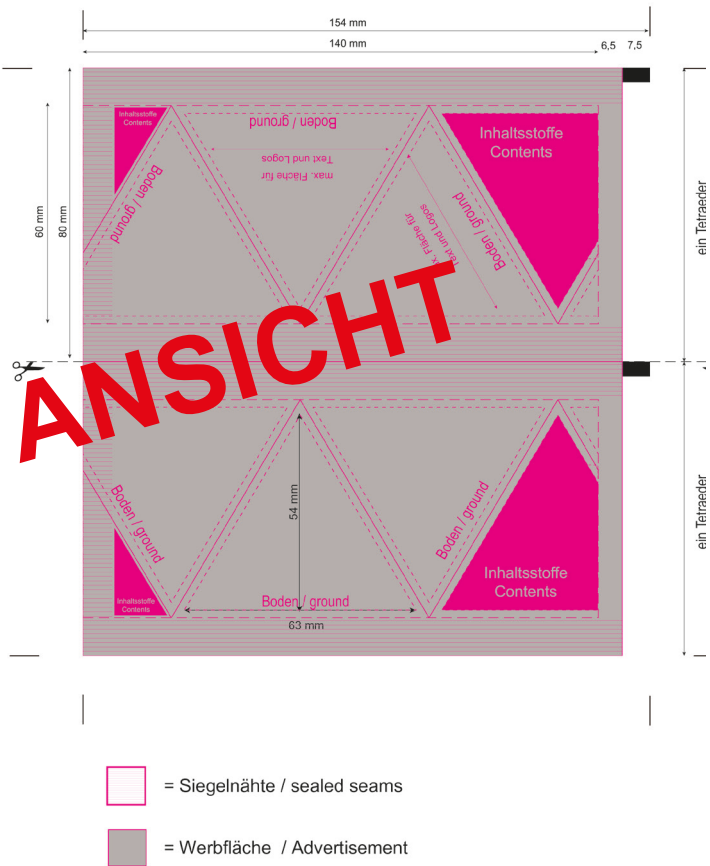 154 mm
140 mm
6,5
7,5
Inhaltsstoffe
Contents
Boden / ground
Boden / ground
max. Fläche für
Text und Logos
Inhaltsstoffe
Contents
Boden / ground
Fläche für
Text und Logos
60 mm
80 mm
ein Tetraeder
ANSICHT
Boden / ground
54 mm
Boden / ground
Inhaltsstoffe
Contents
Inhaltsstoffe
Contents
Boden / ground
63 mm
ein Tetraeder
= Siegelnähte / sealed seams
= Werbfläche / Advertisement